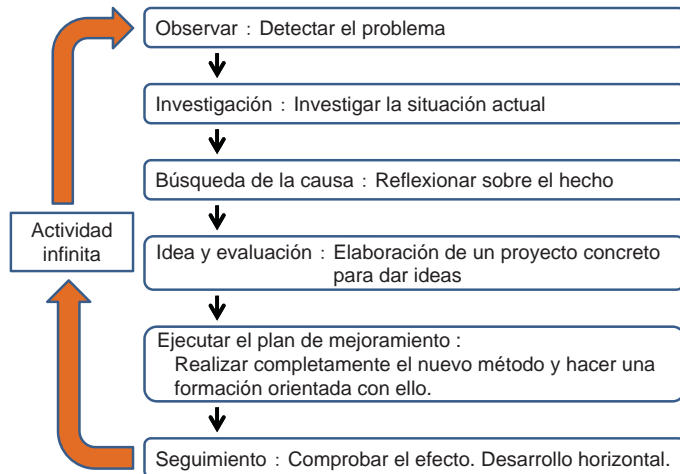 Observar : Detectar el problema
Investigación : Investigar la situación actual
Búsqueda de la causa : Reflexionar sobre el hecho
Actividad
infinita
Idea y evaluación : Elaboración de un proyecto concreto
para dar ideas
Ejecutar el plan de mejoramiento :
Realizar completamente el nuevo método y hacer una
formación orientada con ello.
Seguimiento : Comprobar el efecto. Desarrollo horizontal.